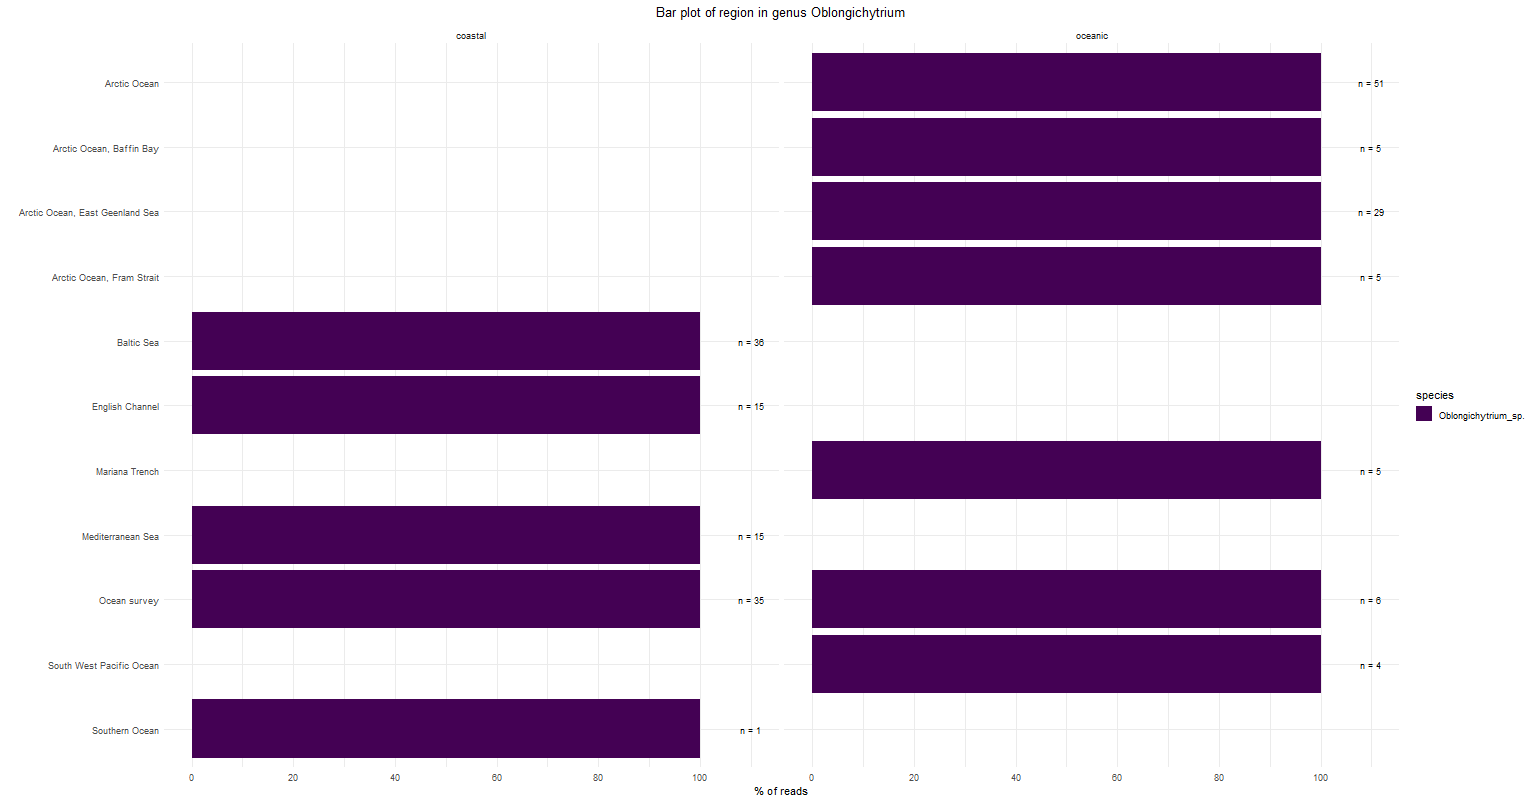 Bar plot of region in genus Oblongichytrium
coastal
oceanic
Arctic Ocean
n = 51
Arctic Ocean, Baffin Bay
n = 5
Arctic Ocean, East Geenland Sea
n = 29
Arctic Ocean, Fram Strait
n = 5
Baltic Sea
n = 36
English Channel
n = 15
Mariana Trench
n = 5
Mediterranean Sea
n = 15
Ocean survey
n = 35
n = 6
South West Pacific Ocean
n = 4
Southern Ocean
n = 1
0 20 40 60 80 100
0 20 40 60 80 100
% of reads
species
Oblongichytrium_sp.